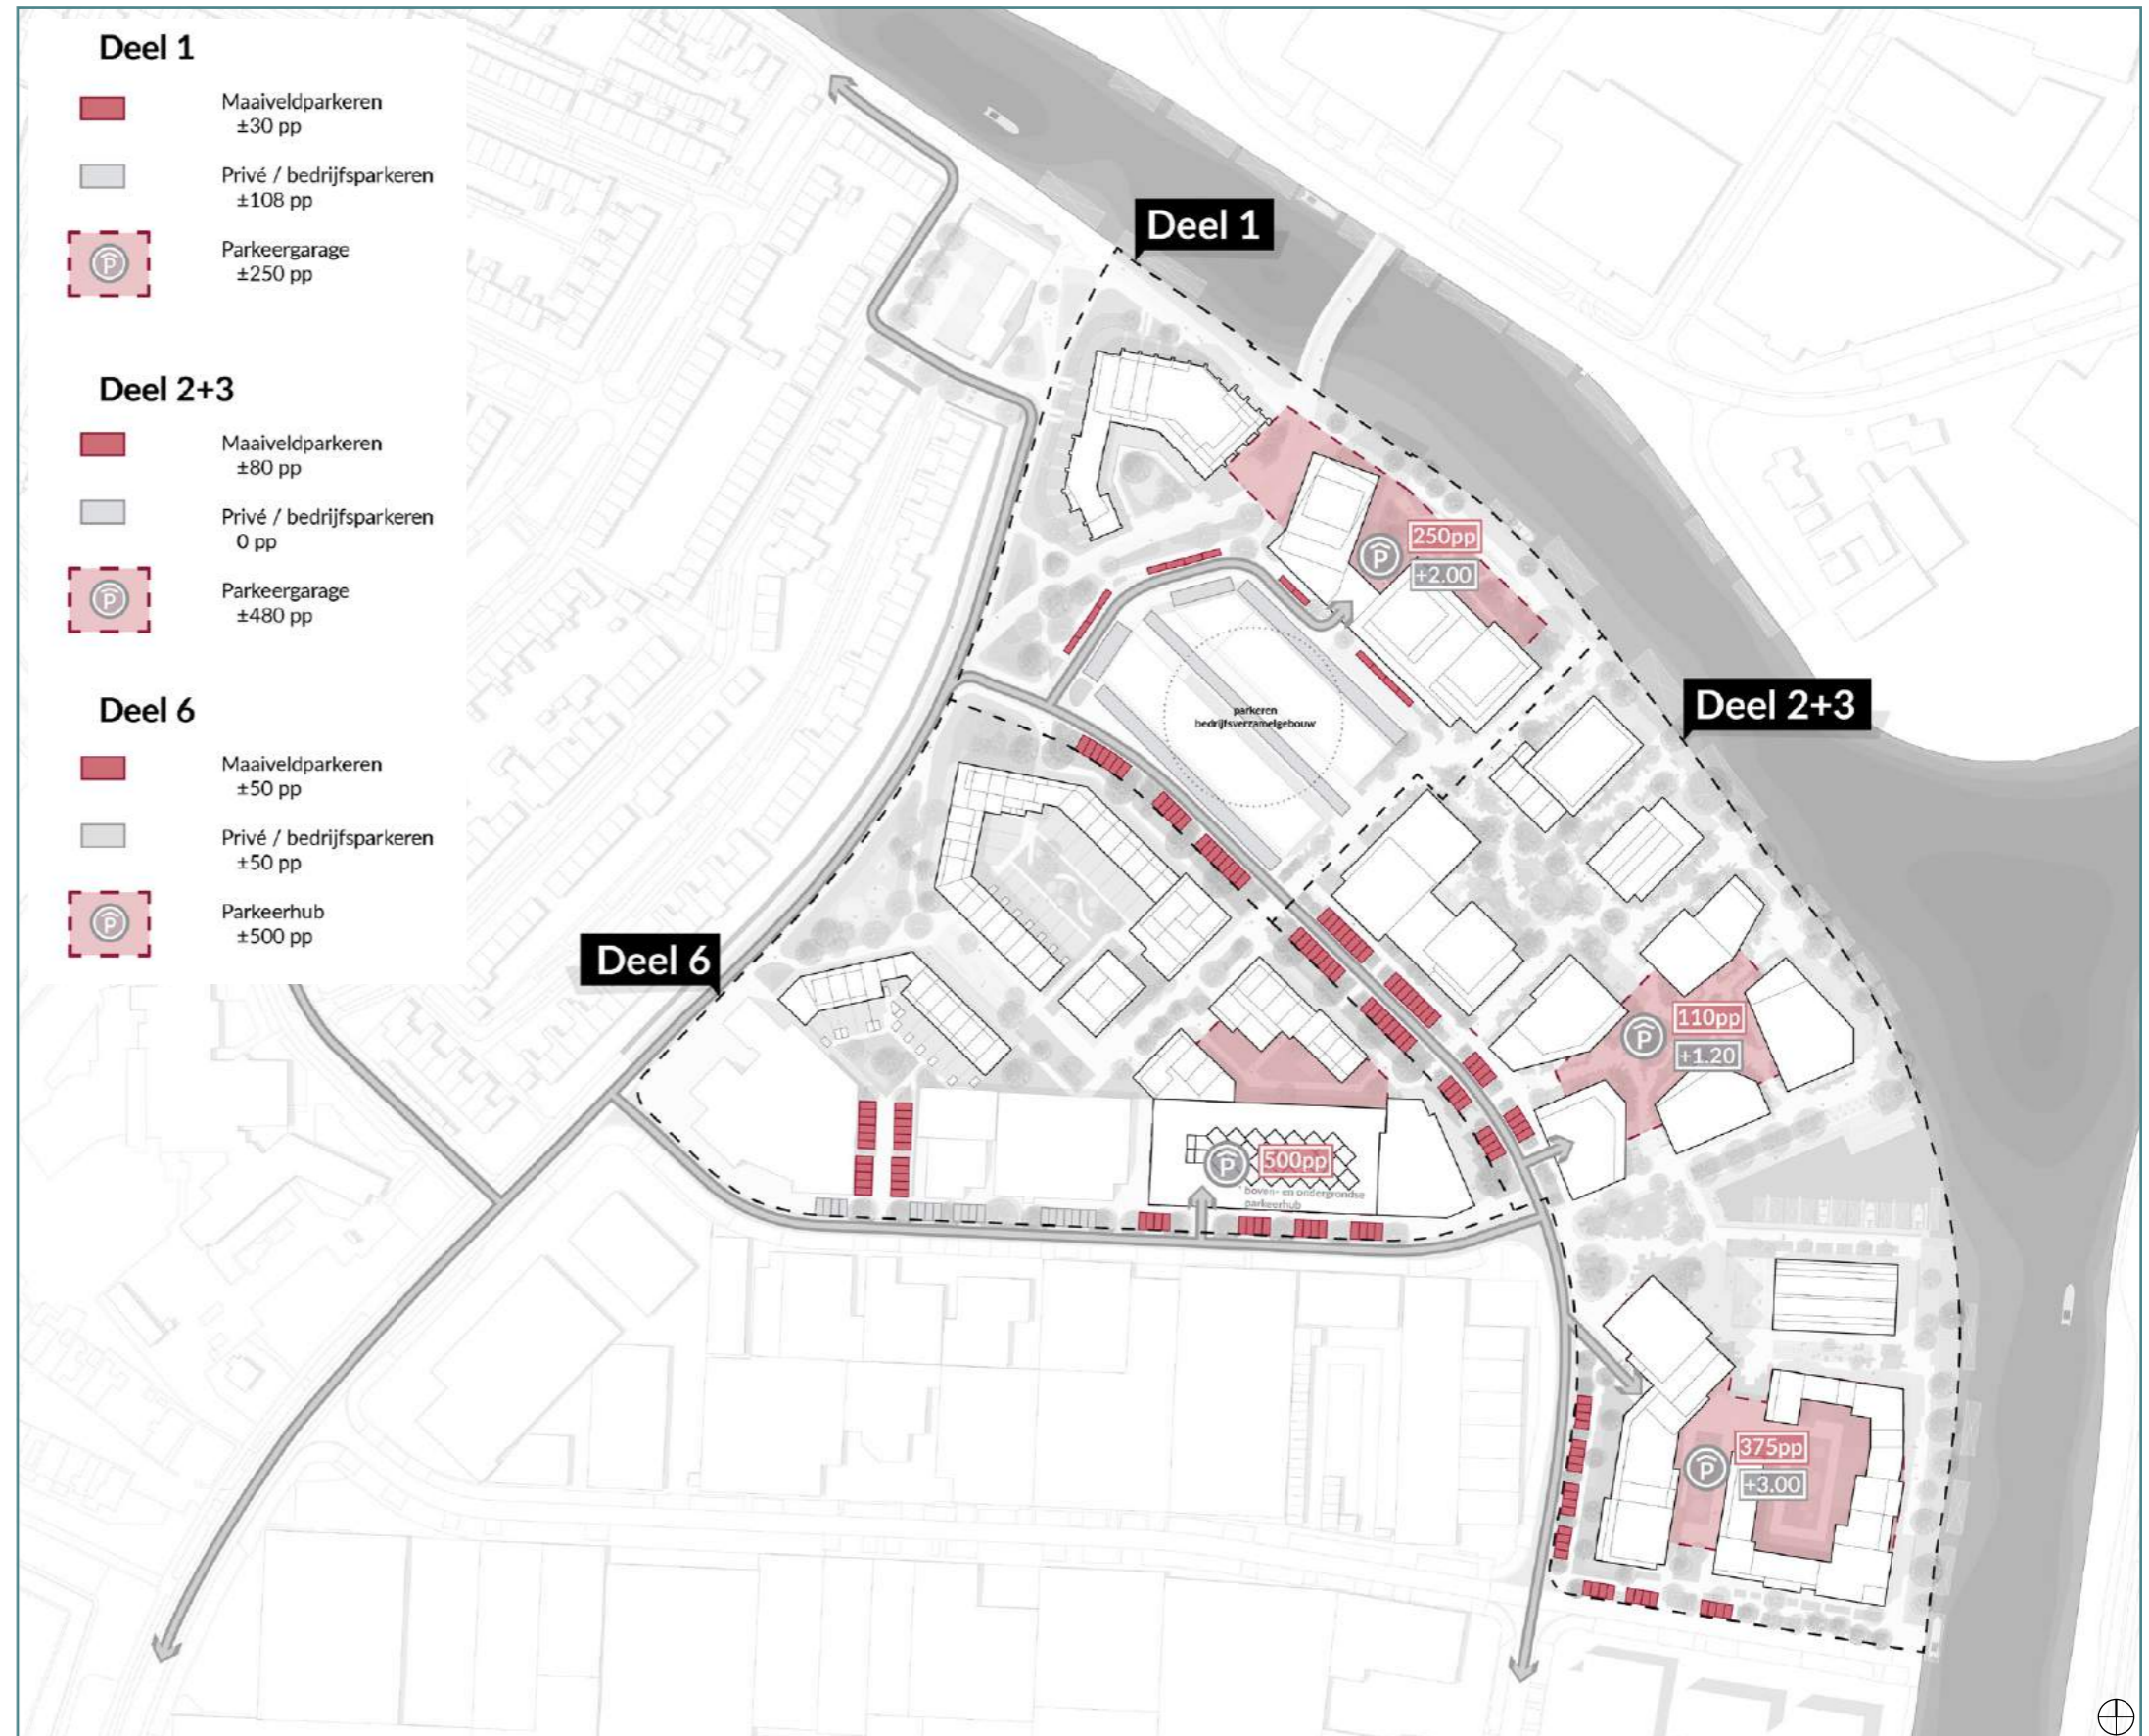 Deel 1
Maaiveldparkeren
±30 pp
Privé / bedrijfsparkeren
±108 pp
Parkeergarage
±250 pp
Deel 2+3
Maaiveldparkeren
±80 pp
Privé / bedrijfsparkeren
0 pp
Parkeergarage
±480 pp
Deel 6
Maaiveldparkeren
±50 pp
Privé / bedrijfsparkeren
±50 pp
Parkeerhub
±500 pp
Deel 1
250pp
+2.00
parkeren
bedrijfsverzamelgebouw
Deel 2+3
Deel 6
110pp
+1.20
500pp
boven- en ondergrondse
parkeerhub
375pp
+3.00
P
P
P
P
P
P
P